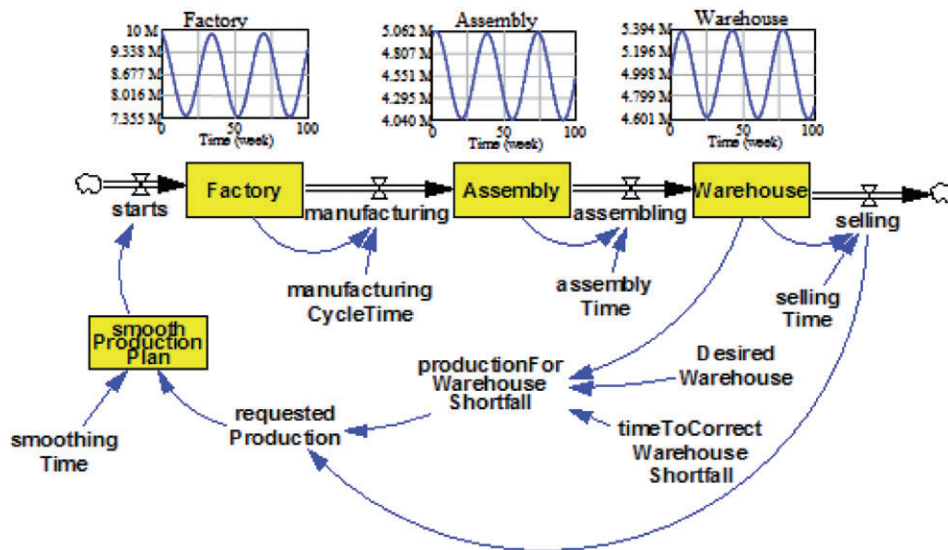 Factory
10 M
9.338 M
8.677 M
8.016 M
7.355 M
0
50
100
Time (week)
Assembly
5.062 M
4.807 M
4.551 M
4.295 M
4.040 M
0
50
100
Time (week)
Warehouse
5.394 M
5.196 M
4.998 M
4.799 M
4.601 M
0
50
100
Time (week)
Factory
Assembly
Warehouse
starts
manufacturing
assembling
selling
manufacturing
CycleTime
assembly
Time
selling
Time
smooth
Production
Plan
productionFor
Warehouse
Shortfall
Desired
Warehouse
smoothing
Time
requested
Production
timeToCorrect
Warehouse
Shortfall